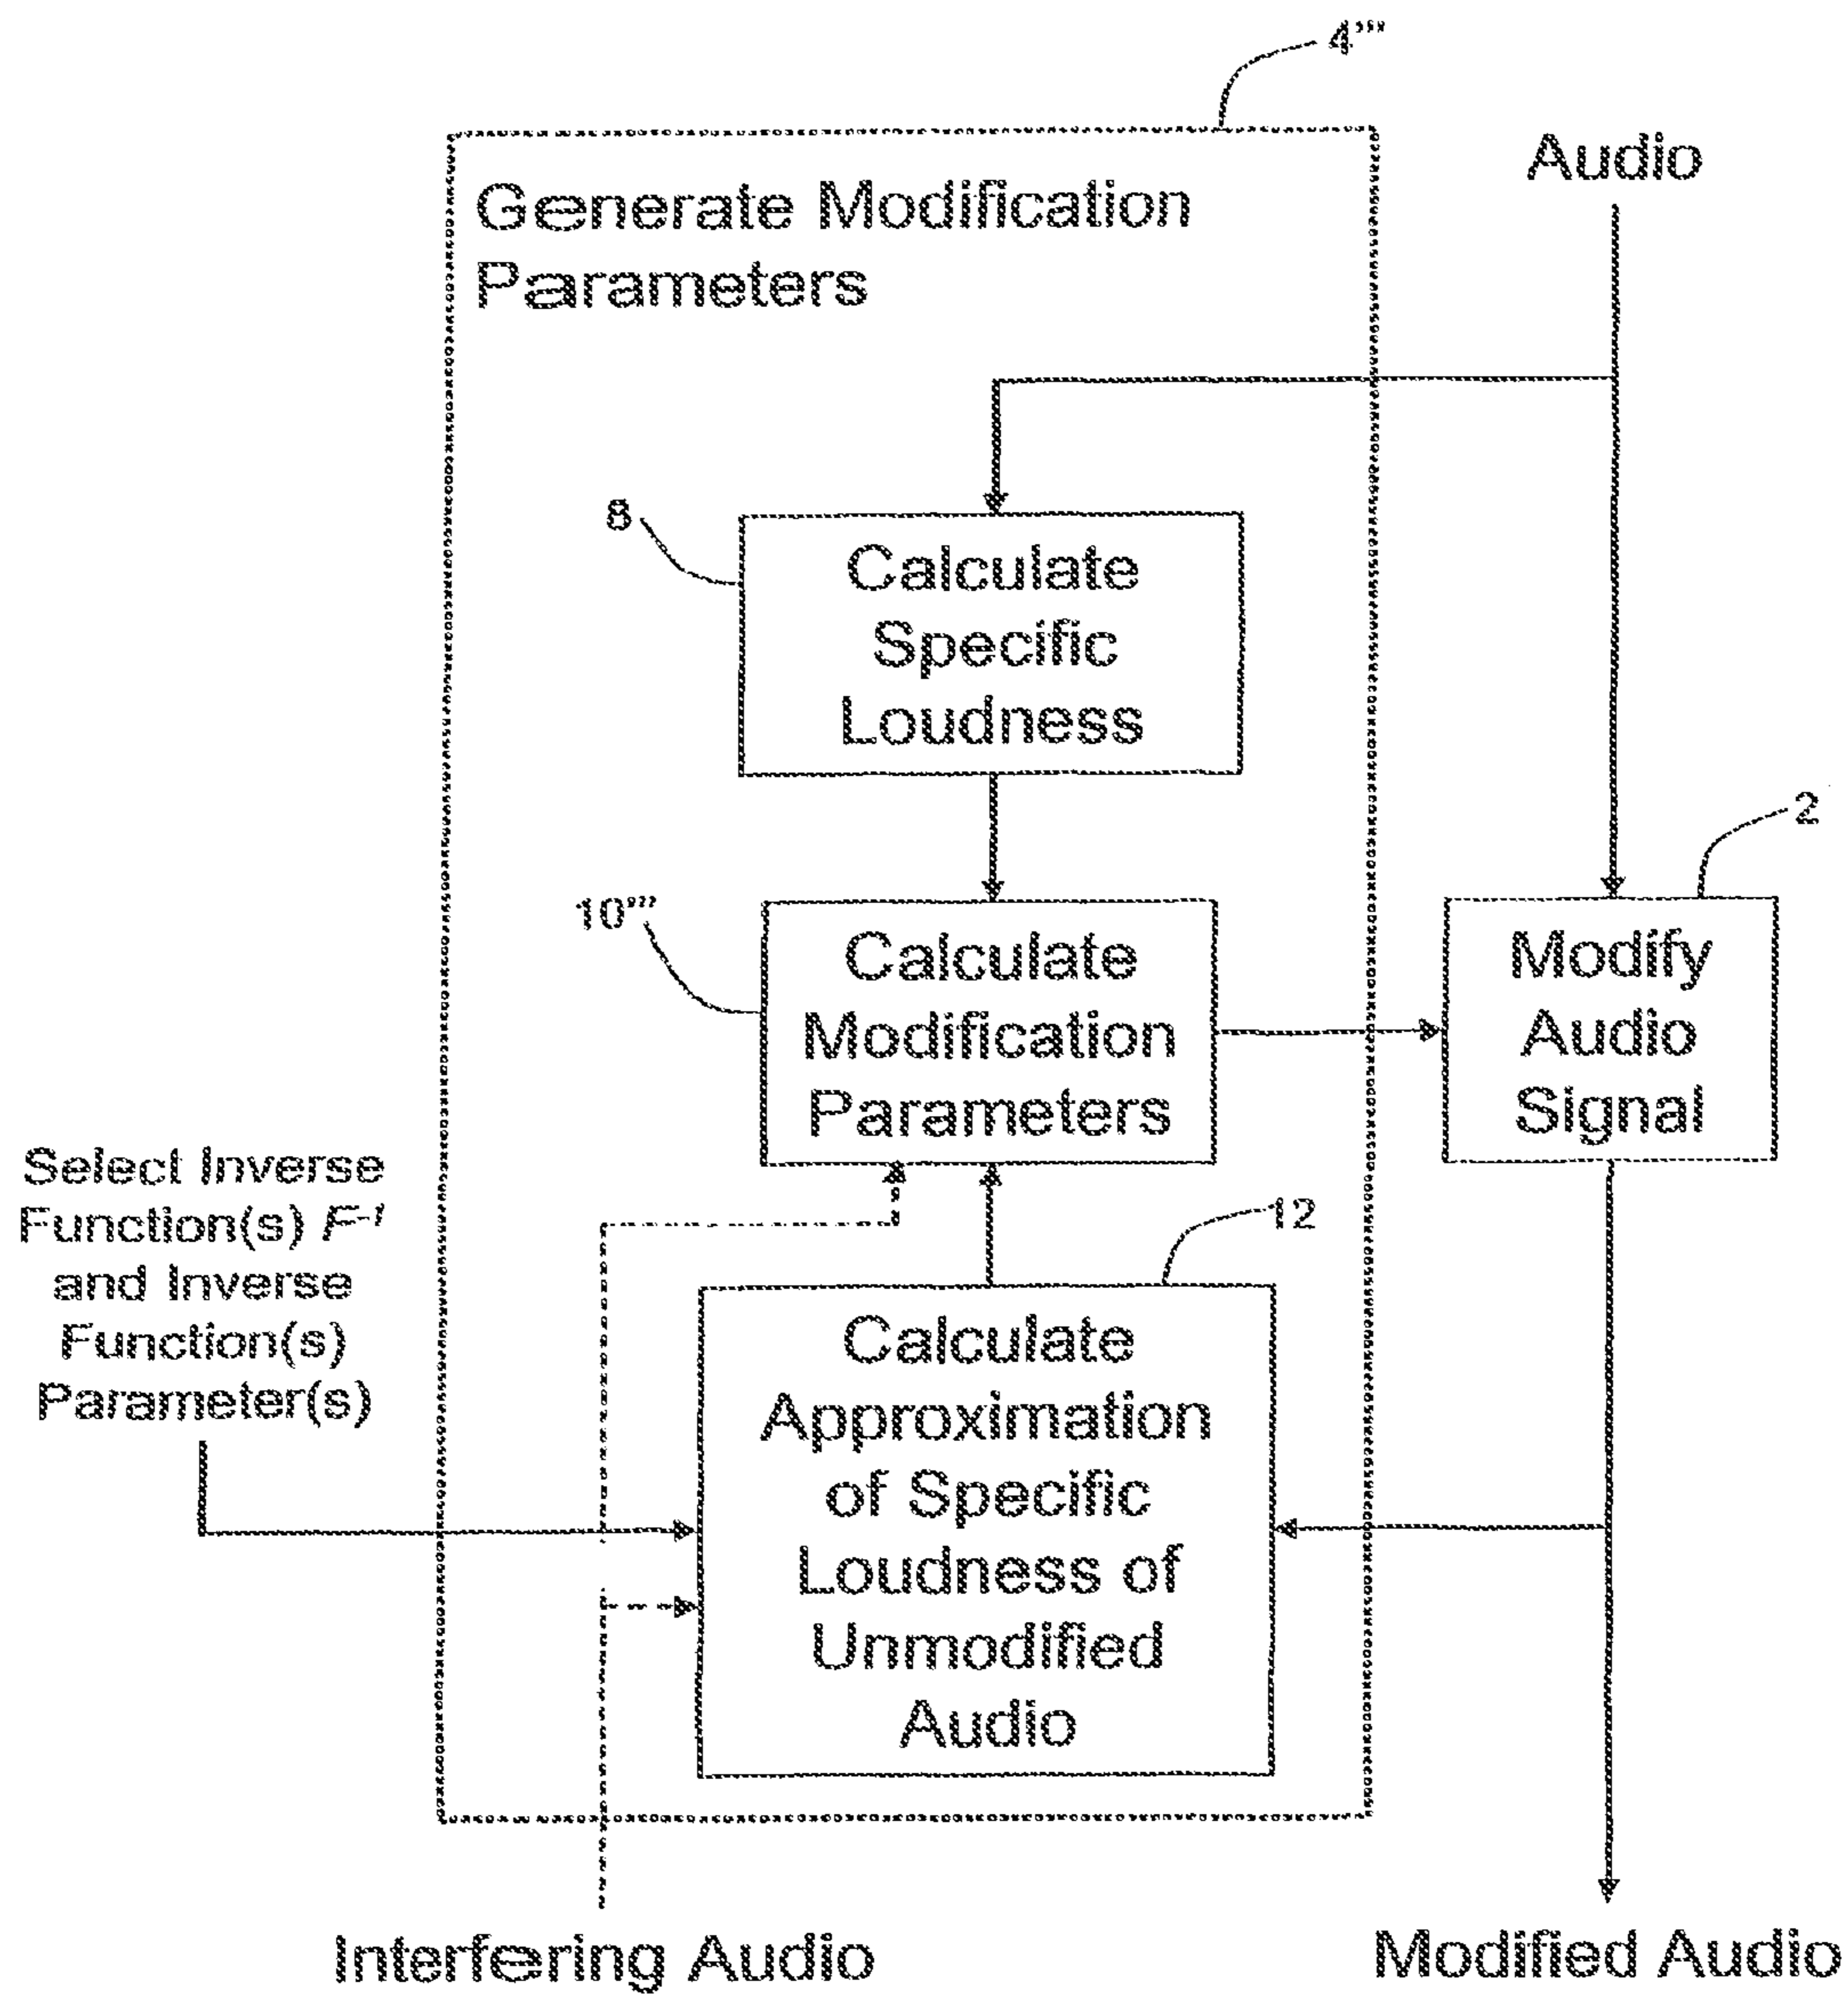 4''''
Audio
Generate Modification
Parameters
8
Calculate
Specific
Loudness
2
10''''
Calculate
Modification
Parameters
Modify
Audio
Signal
Select Inverse
Function(s) F⁻¹
and Inverse
Function(s)
Parameter(s)
12
Calculate
Approximation
of Specific
Loudness of
Unmodified
Audio
Interfering Audio
Modified Audio